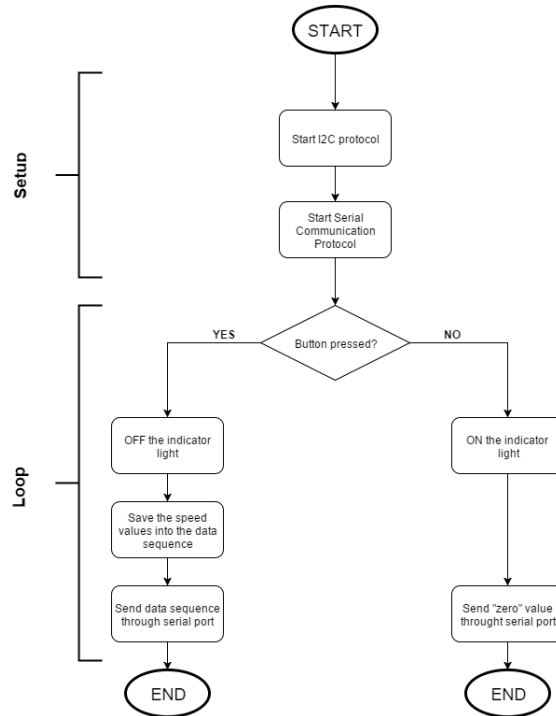 START
Setup
Start I2C protocol
Start Serial
Communication
Protocol
Loop
YES
Button pressed?
NO
OFF the indicator
light
ON the indicator
light
Save the speed
values into the data
sequence
Send data sequence
through serial port
Send "zero" value
throught serial port
END
END